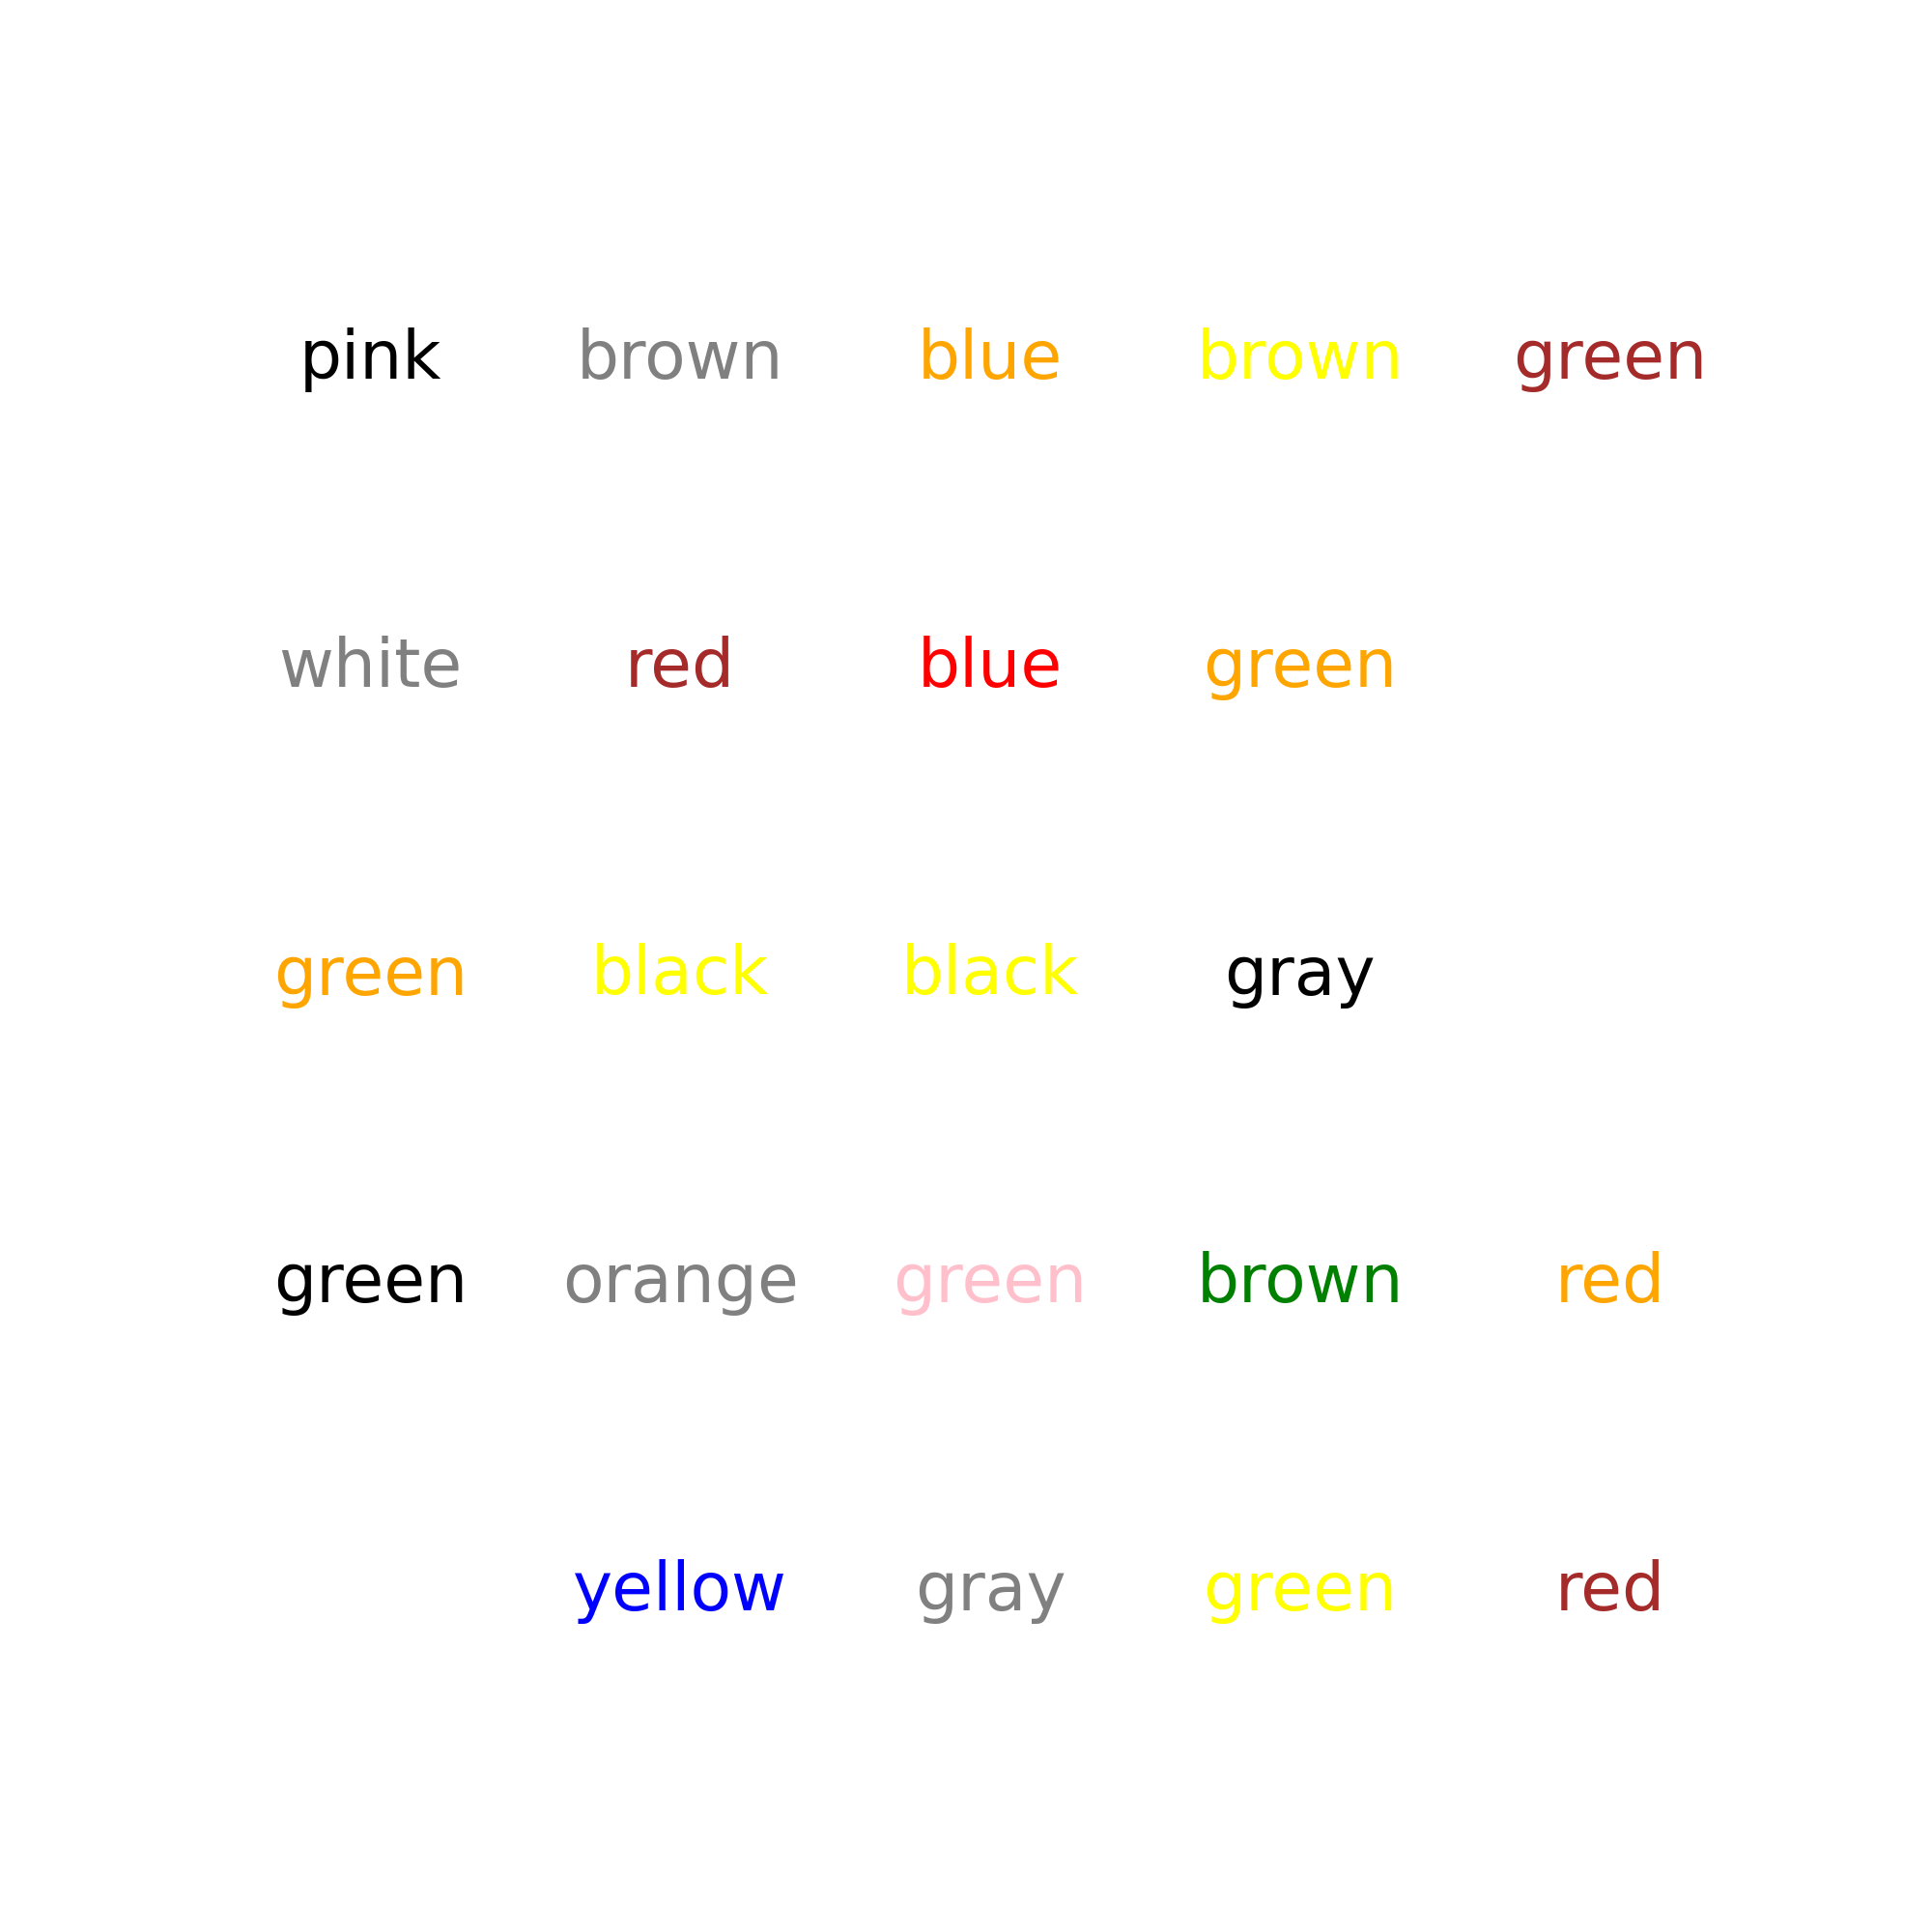 pink brown blue brown green
white red blue green
green black black gray
green orange green brown red
yellow gray green red